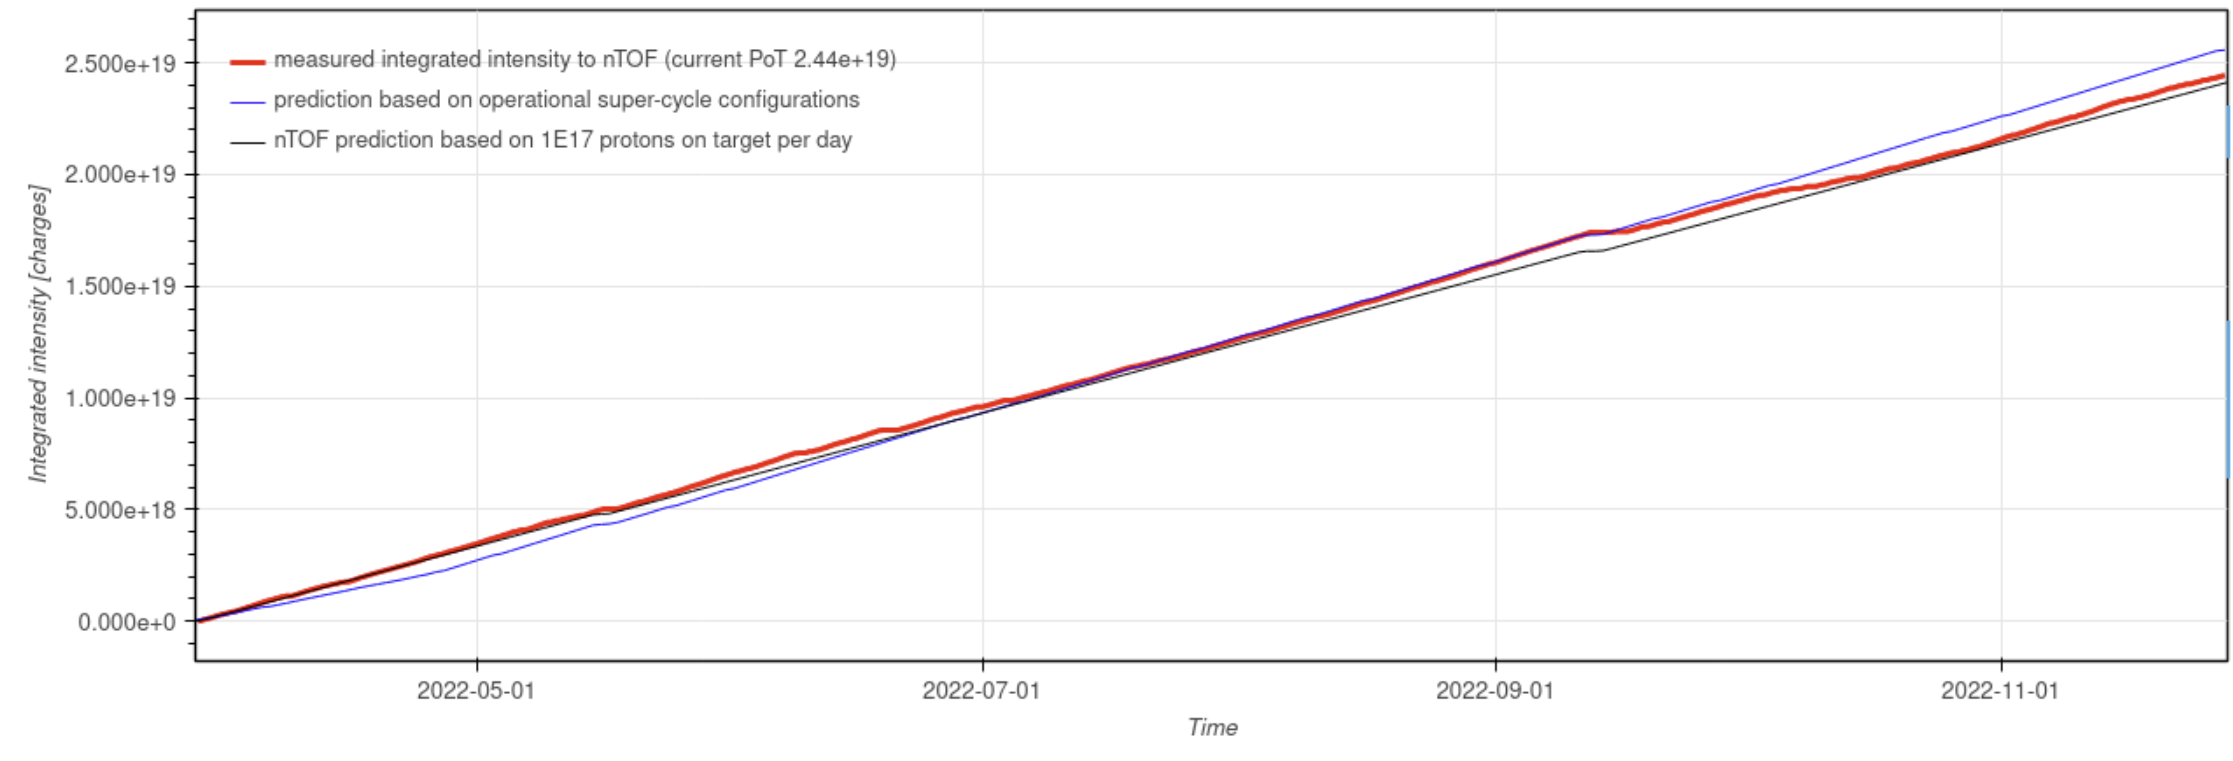 measured integrated intensity to nTOF (current PoT 2.44e+19)
prediction based on operational super-cycle configurations
nTOF prediction based on 1E17 protons on target per day
Integrated intensity [charges]
2.500e+19
2.000e+19
1.500e+19
1.000e+19
5.000e+18
0.000e+0
2022-05-01
2022-07-01
2022-09-01
2022-11-01
Time